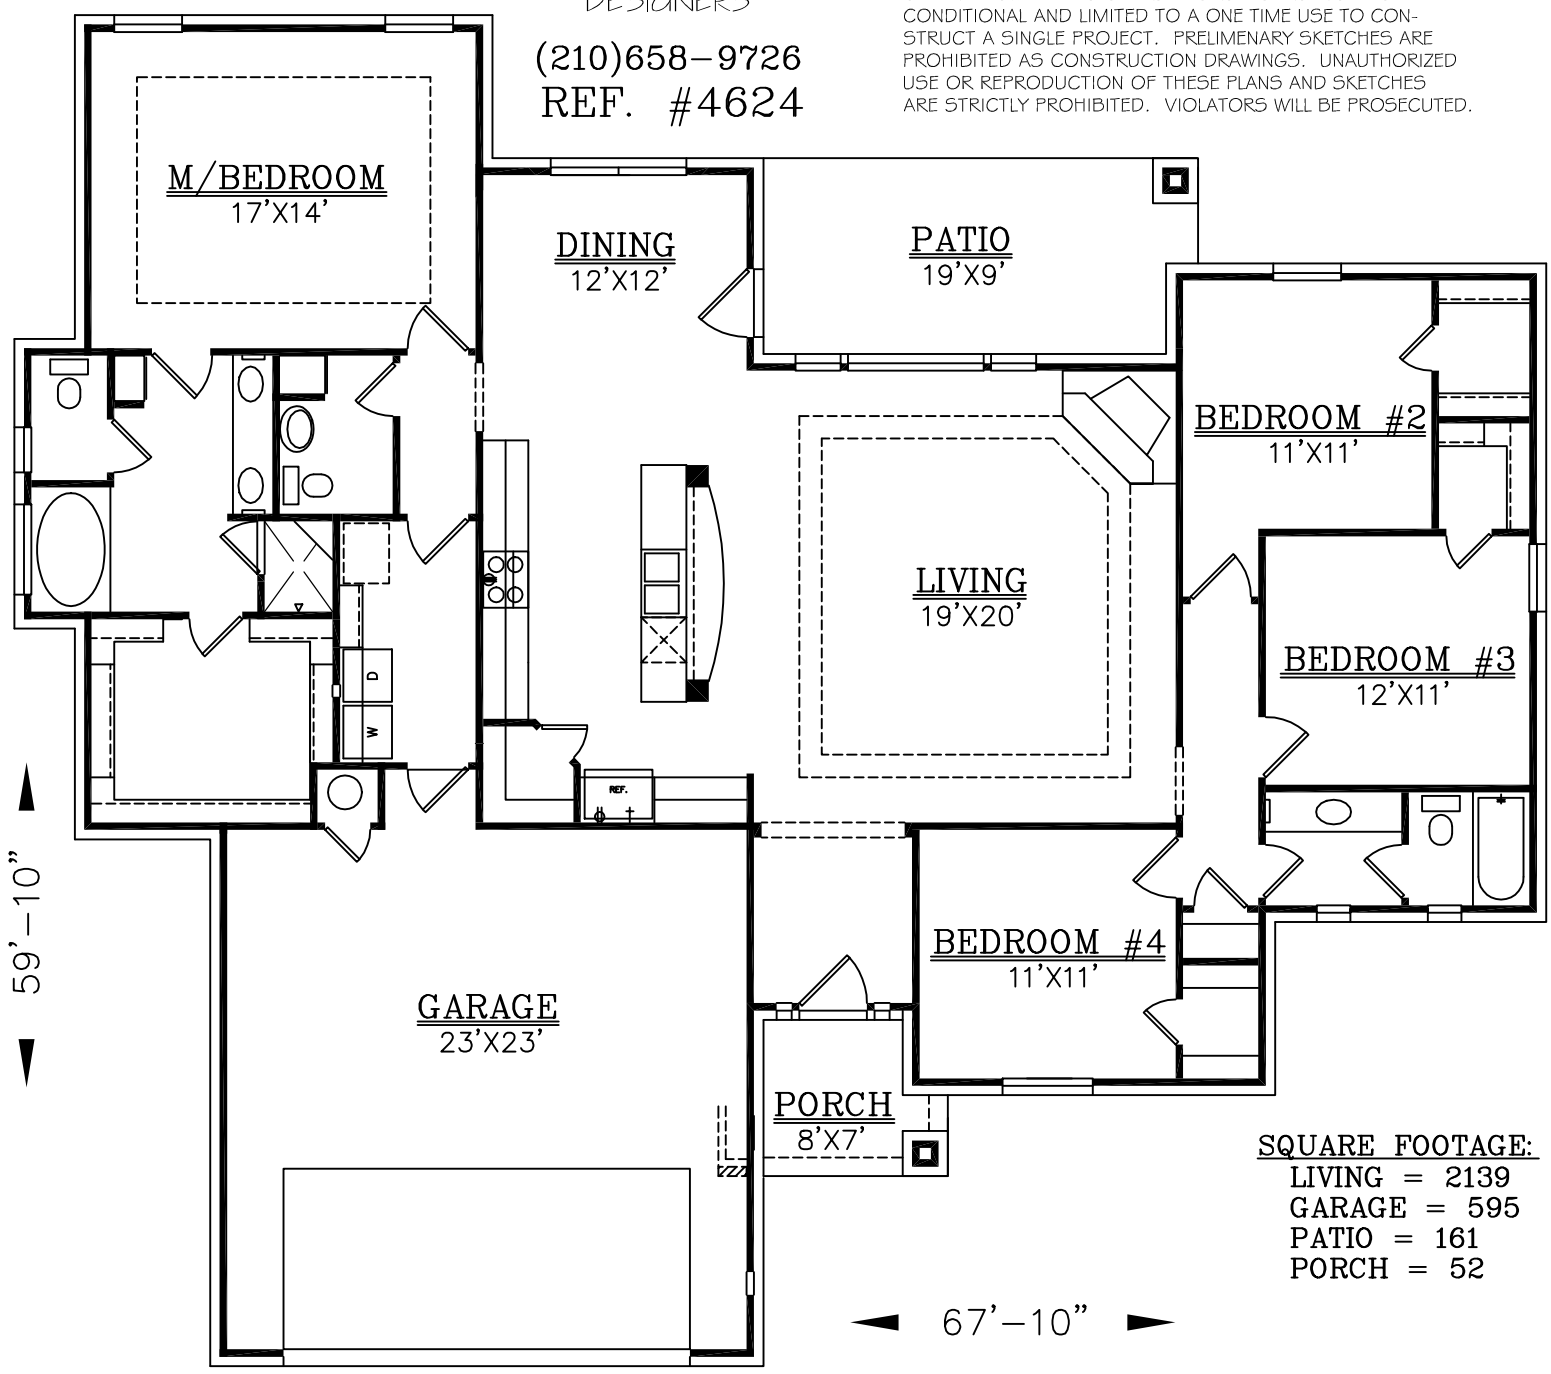 DESIGNERS
(210)658-9726
REF. #4624
CONDITIONAL AND LIMITED TO A ONE TIME USE TO CON-
STRUCT A SINGLE PROJECT. PRELIMENARY SKETCHES ARE
PROHIBITED AS CONSTRUCTION DRAWINGS. UNAUTHORIZED
USE OR REPRODUCTION OF THESE PLANS AND SKETCHES
ARE STRICTLY PROHIBITED. VIOLATORS WILL BE PROSECUTED.
M/BEDROOM
17'X14'
DINING
12'X12'
PATIO
19'X9'
BEDROOM #2
11'X11'
LIVING
19'X20'
BEDROOM #3
12'X11'
D
W
REF.
59'-10"
BEDROOM #4
11'X11'
GARAGE
23'X23'
PORCH
8'X7'
SQUARE FOOTAGE:
LIVING = 2139
GARAGE = 595
PATIO = 161
PORCH = 52
67'-10"